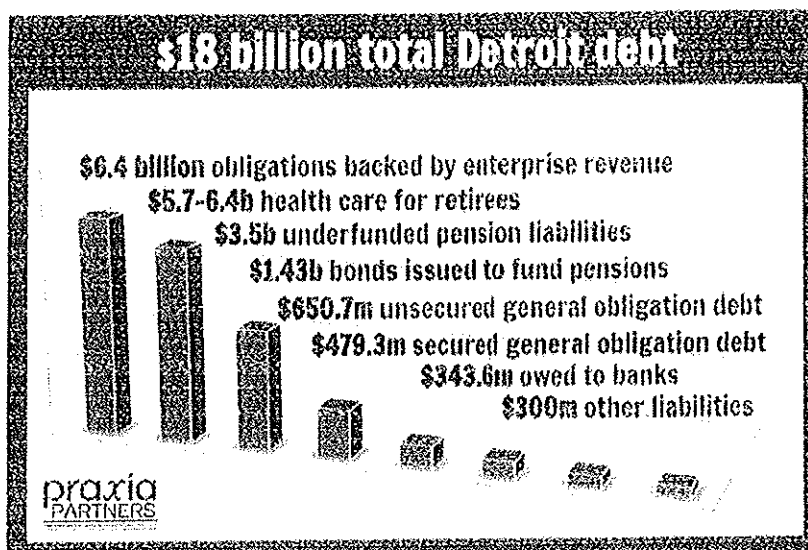 $18 billion total Detroit debt
$6.4 billion obligations backed by enterprise revenue
$5.7-6.4b health care for retirees
$3.5b underfunded pension liabilities
$1.43b bonds issued to fund pensions
$650.7m unsecured general obligation debt
$479.3m secured general obligation debt
$343.6m owed to banks
$300m other liabilities
praxia
PARTNERS